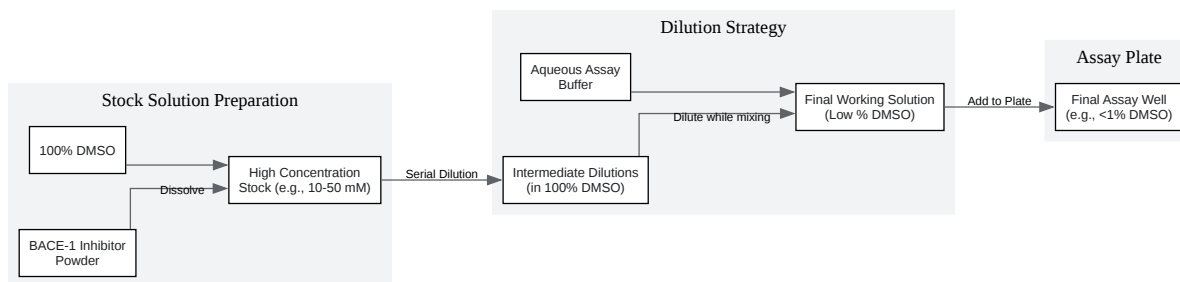 Stock Solution Preparation
100% DMSO
BACE-1 Inhibitor
Powder
Dissolve
High Concentration
Stock (e.g., 10-50 mM)
Serial Dilution
Dilution Strategy
Aqueous Assay
Buffer
Intermediate Dilutions
(in 100% DMSO)
Dilute while mixing
Final Working Solution
(Low % DMSO)
Add to Plate
Assay Plate
Final Assay Well
(e.g., <1% DMSO)